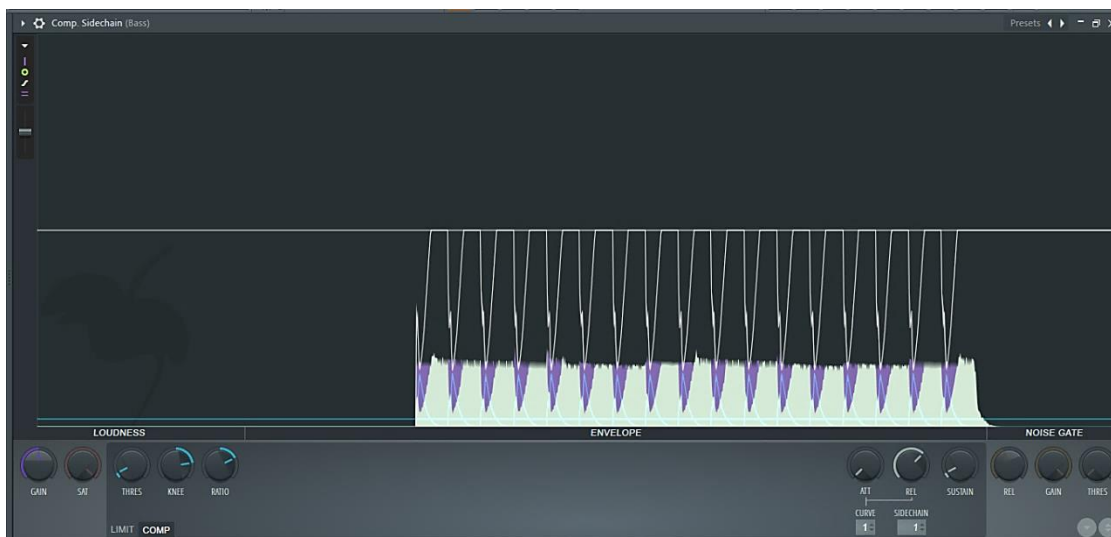 Comp. Sidechain (Bass)
Presets
LOUDNESS
ENVELOPE
NOISE GATE
GAIN
SAT
THRES
KNEE
RATIO
ATT
REL
SUSTAIN
REL
GAIN
THRES
CURVE
SIDECHAIN
LIMIT
COMP
1
1